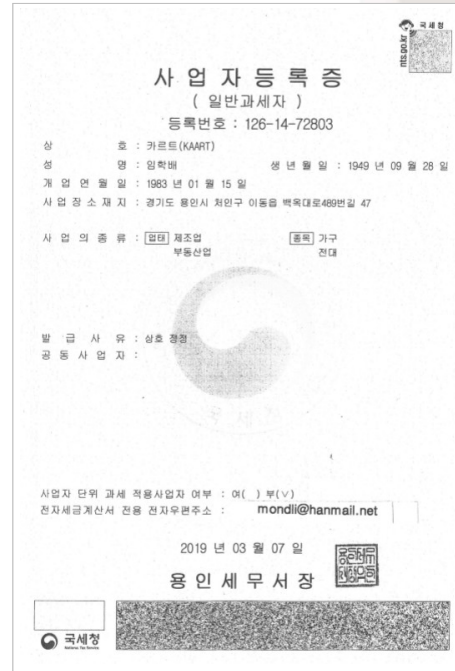 국세청
nts.go.kr
사업자등록증
( 일반과세자 )
등록번호 : 126-14-72803
상 호 : 카르트(KAART)
성 명 : 임학배 생 년 월 일 : 1949 년 09 월 28 일
개 업 연 월 일 : 1983 년 01 월 15 일
사 업 장 소 재 지 : 경기도 용인시 처인구 이동읍 백옥대로489번길 47
사 업 의 종 류 : 업태 제조업 종목 가구
부동산업 전대
발 급 사 유 : 상호 정정
공 동 사 업 자 :
사업자 단위 과세 적용사업자 여부 : 여( ) 부(∨)
전자세금계산서 전용 전자우편주소 : mondli@hanmail.net
2019 년 03 월 07 일
용 인 세 무 서 장
국세청
National Tax Service